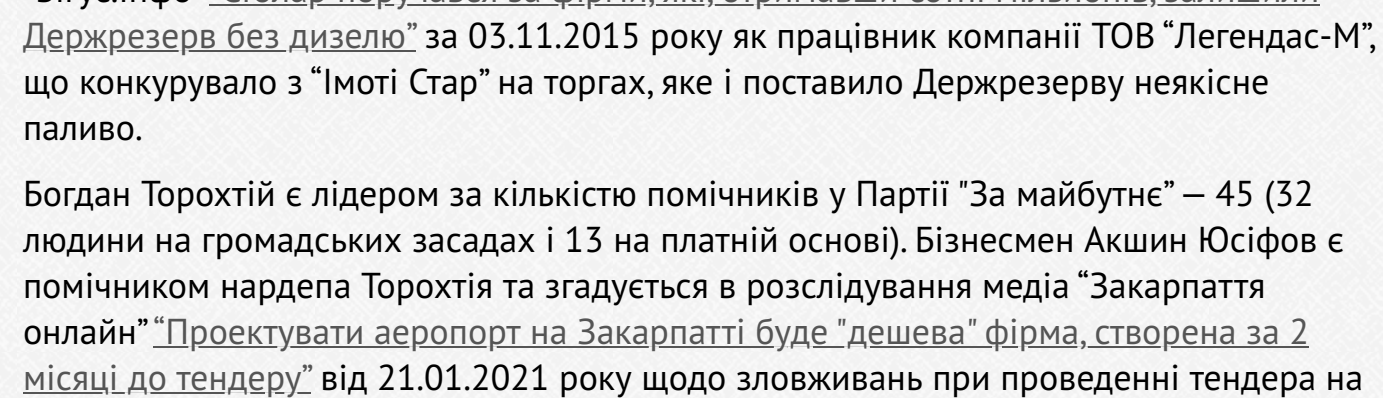 Держрезерв без дизелю” за 03.11.2015 року як працівник компанії ТОВ “Легендас-М”,
що конкурувало з “Імоті Стар” на торгах, яке і поставило Держрезерву неякісне
паливо.
Богдан Торохтій є лідером за кількістю помічників у Партії "За майбутнє” — 45 (32
людини на громадських засадах і 13 на платній основі). Бізнесмен Акшин Юсіфов є
помічником нардепа Торохтія та згадується в розслідування медіа “Закарпаття
онлайн” “Проектувати аеропорт на Закарпатті буде "дешева" фірма, створена за 2
місяці до тендеру” від 21.01.2021 року щодо зловживань при проведенні тендера на